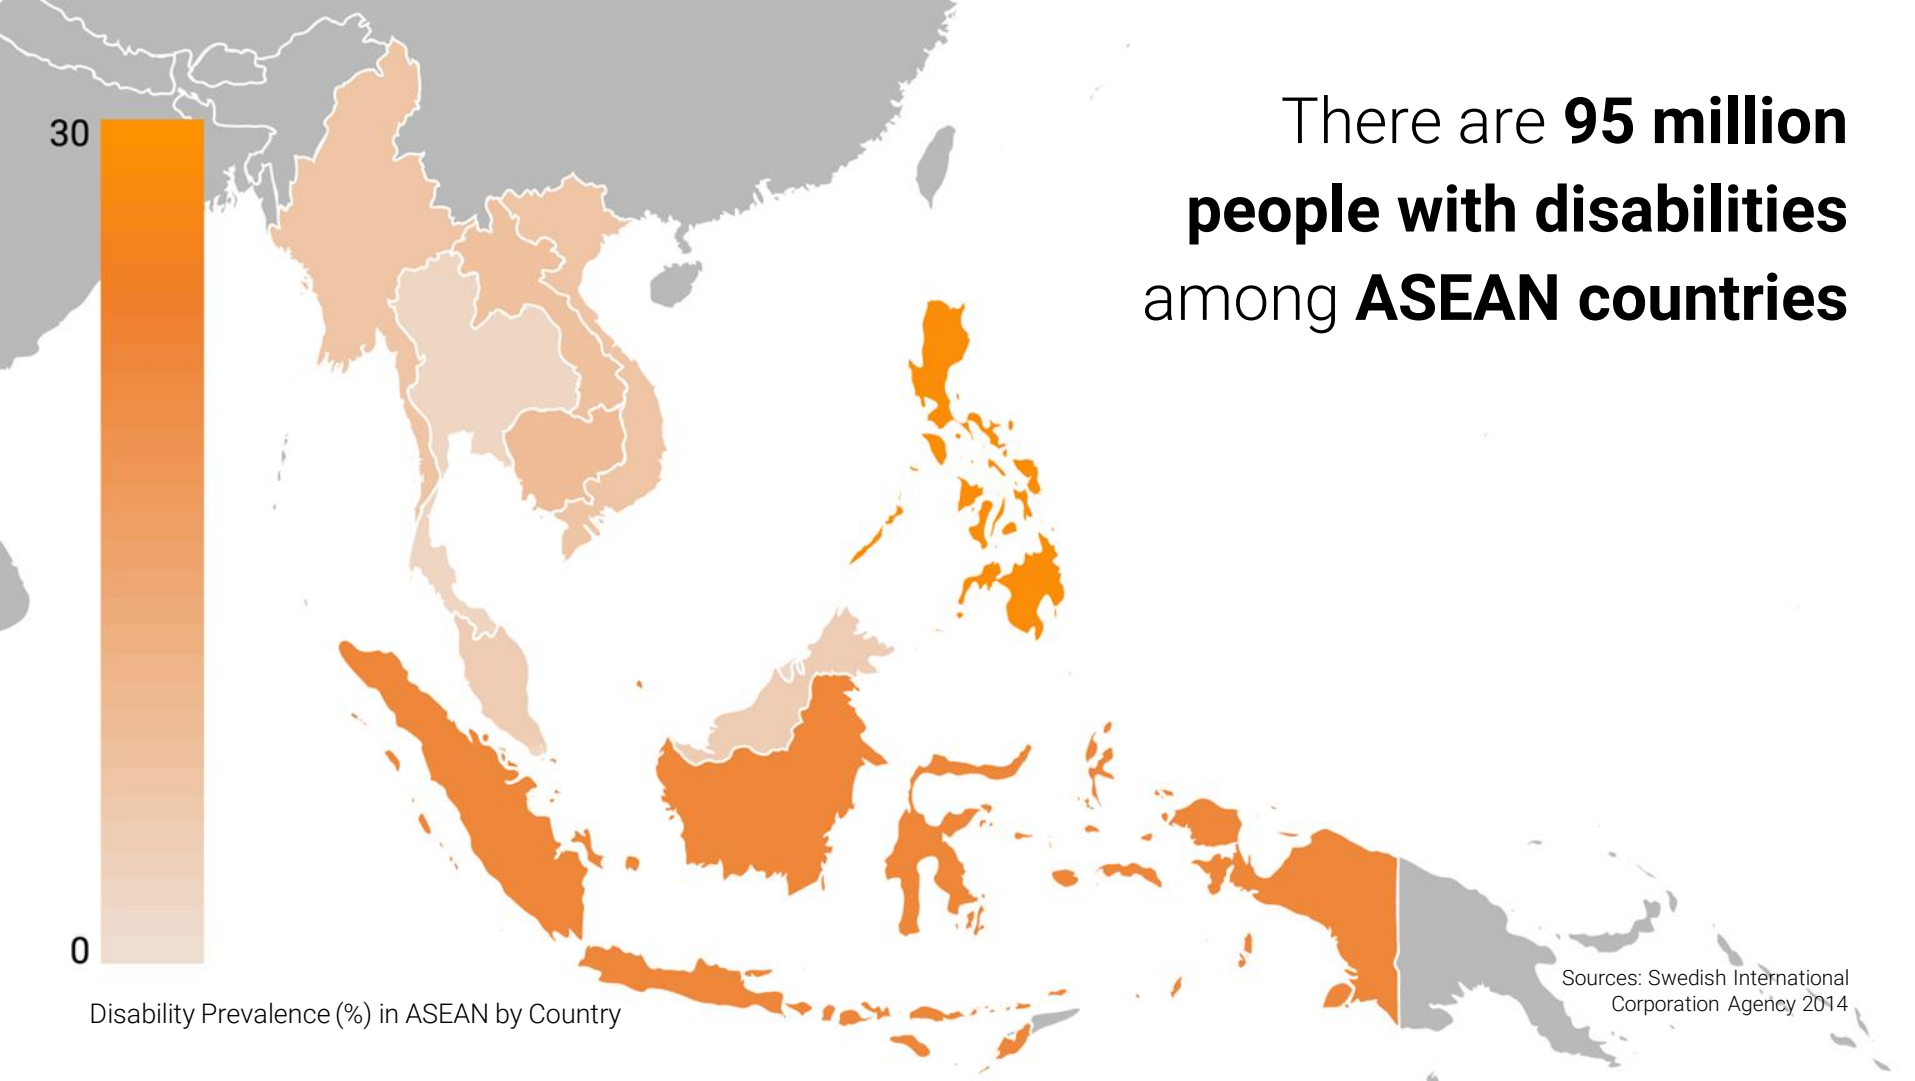 There are 95 million
people with disabilities
among ASEAN countries
30
0
Disability Prevalence (%) in ASEAN by Country
Sources: Swedish International
Corporation Agency 2014